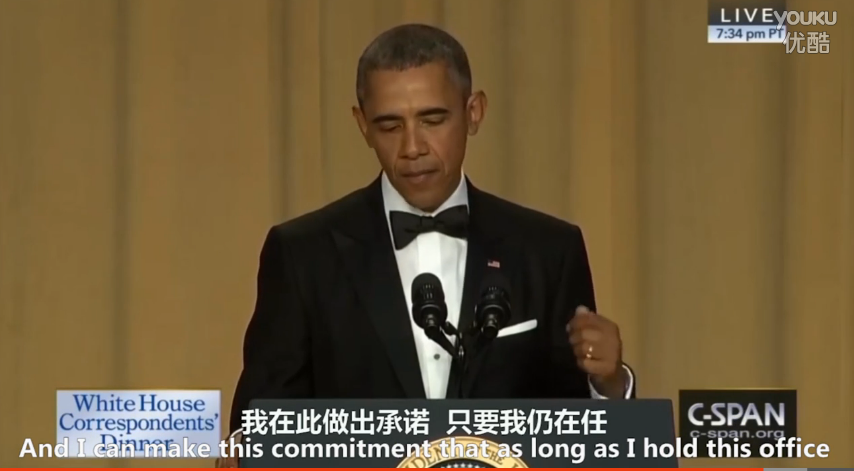 LIVE
YOUKU
7:34 pm PT
优酷
White House
Correspondents'
Dinner
C-SPAN
c-span.org
我在此做出承诺 只要我仍在任
And I can make this commitment that as long as I hold this office